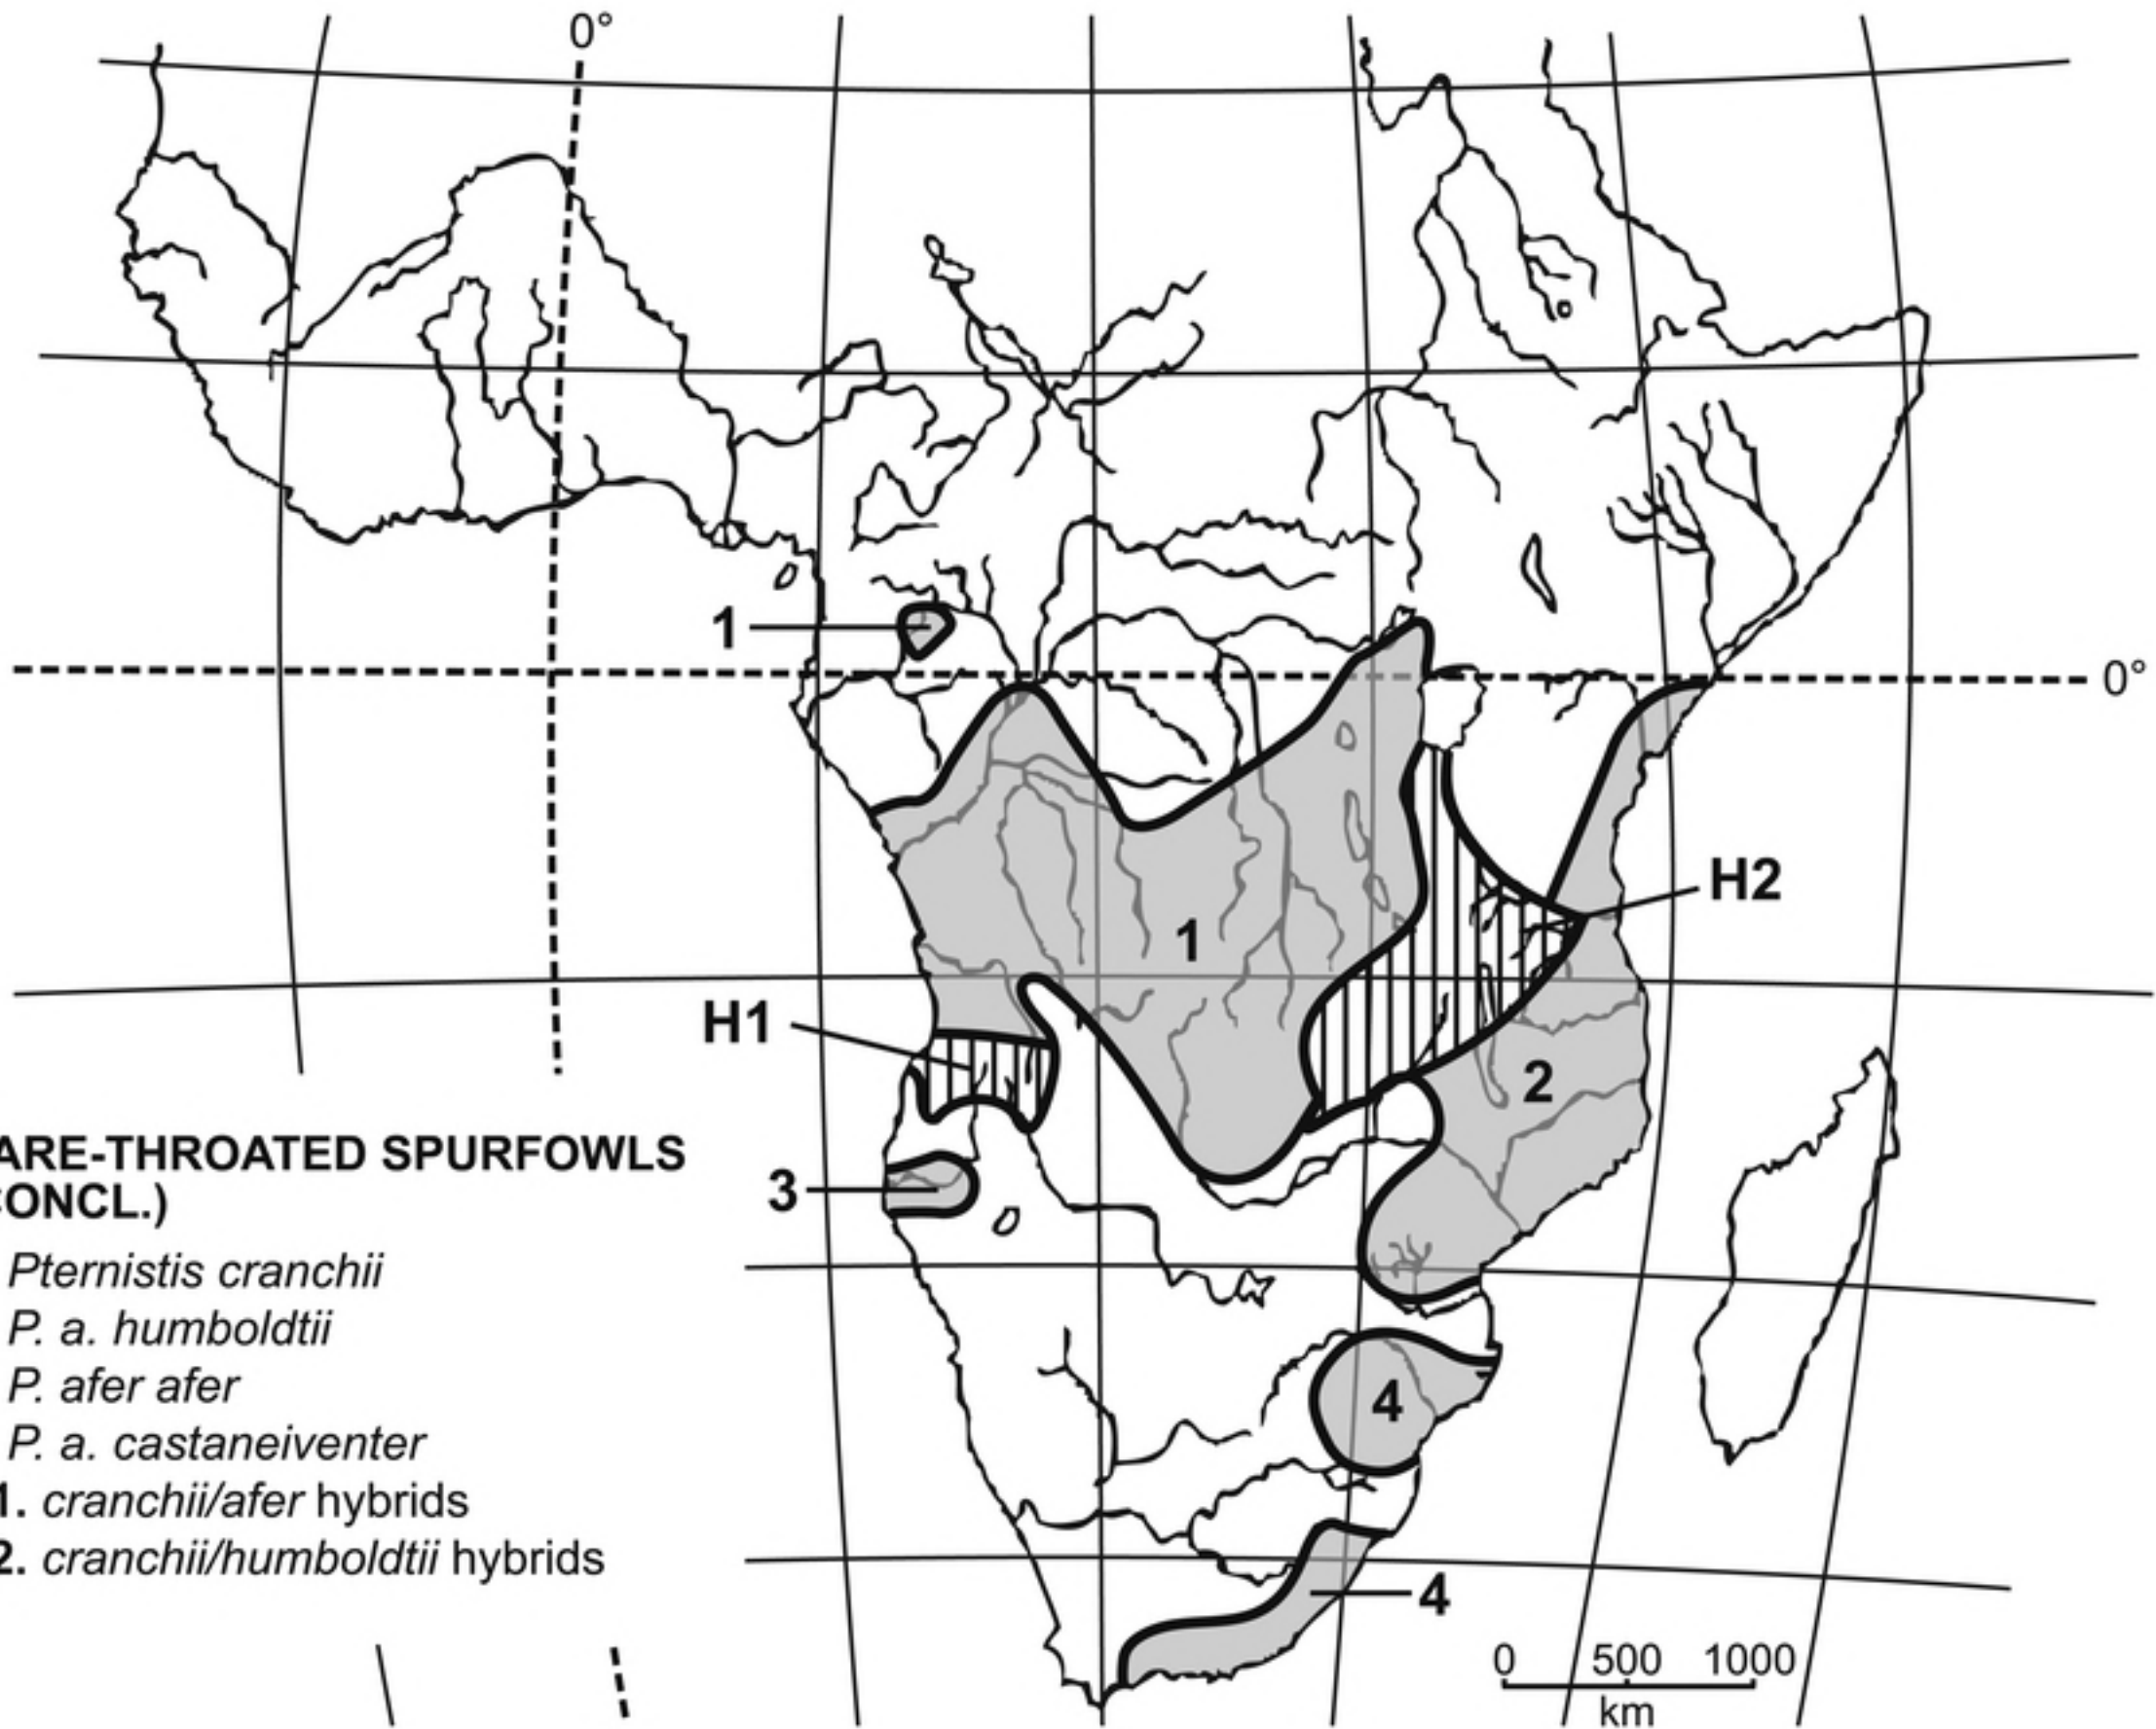 0°
1
0°
H2
1
H1
2
ARE-THROATED SPURFOWLS
3
CONCL.)
Pternistis cranchii
P. a. humboldtii
P. afer afer
4
P. a. castaneiventer
1. cranchii/afer hybrids
2. cranchii/humboldtii hybrids
4
0 500 1000
km